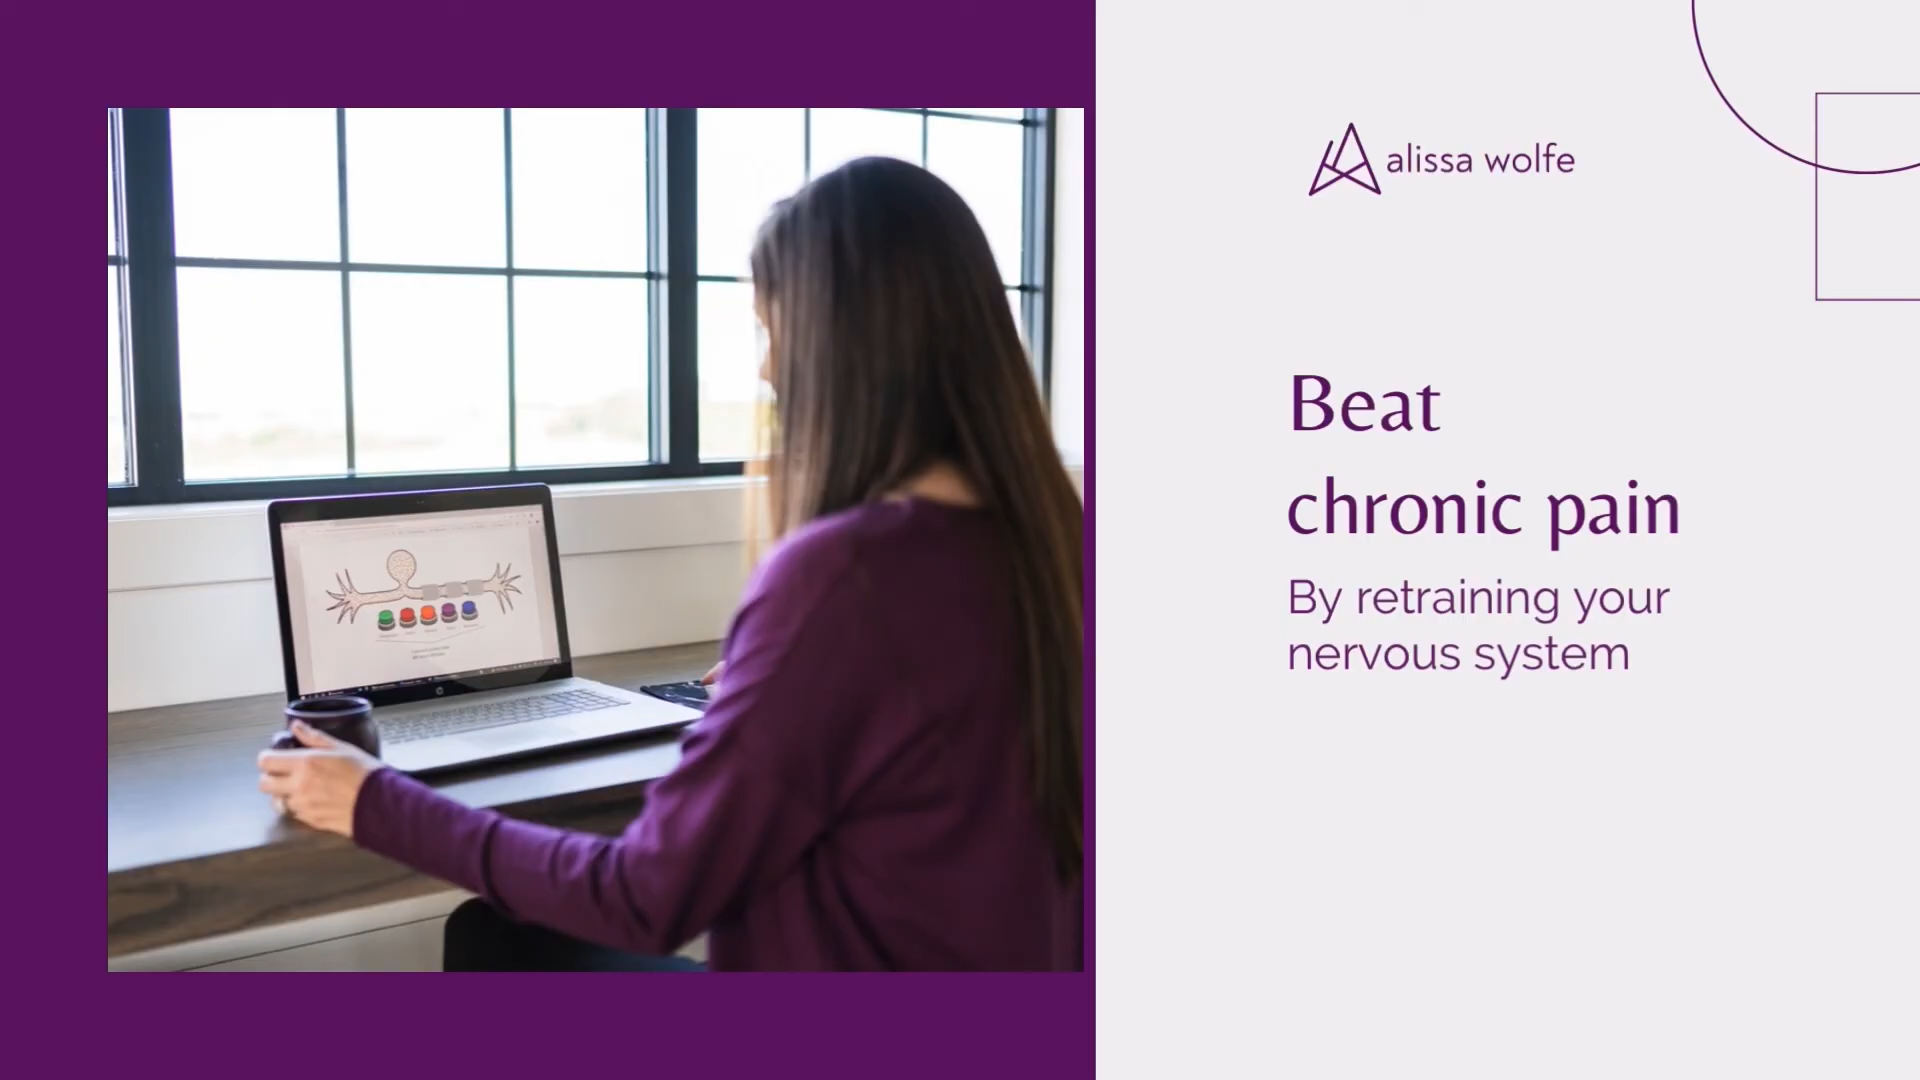 alissa wolfe
Beat
chronic pain
By retraining your
nervous system